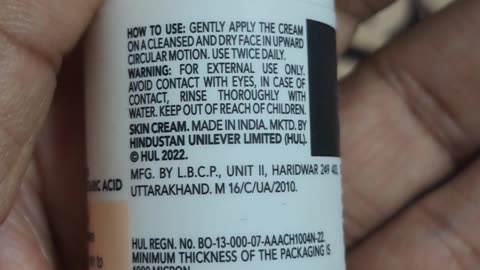 HOW TO USE: GENTLY APPLY THE CREAM
ON A CLEANSED AND DRY FACE IN UPWARD
CIRCULAR MOTION. USE TWICE DAILY.
WARNING: FOR EXTERNAL USE ONLY.
AVOID CONTACT WITH EYES, IN CASE OF
CONTACT, RINSE THOROUGHLY WITH
WATER. KEEP OUT OF REACH OF CHILDREN.
SKIN CREAM. MADE IN INDIA. MKTD. BY
HINDUSTAN UNILEVER LIMITED (HUL).
© HUL 2022.
MFG. BY L.B.C.P., UNIT II, HARIDWAR 249
UTTARAKHAND. M 16/C/UA/2010.
ACID
to
HUL REGN. No. BO-13-000-07-AAACH1004N-22.
MINIMUM THICKNESS OF THE PACKAGING IS
MICRON.